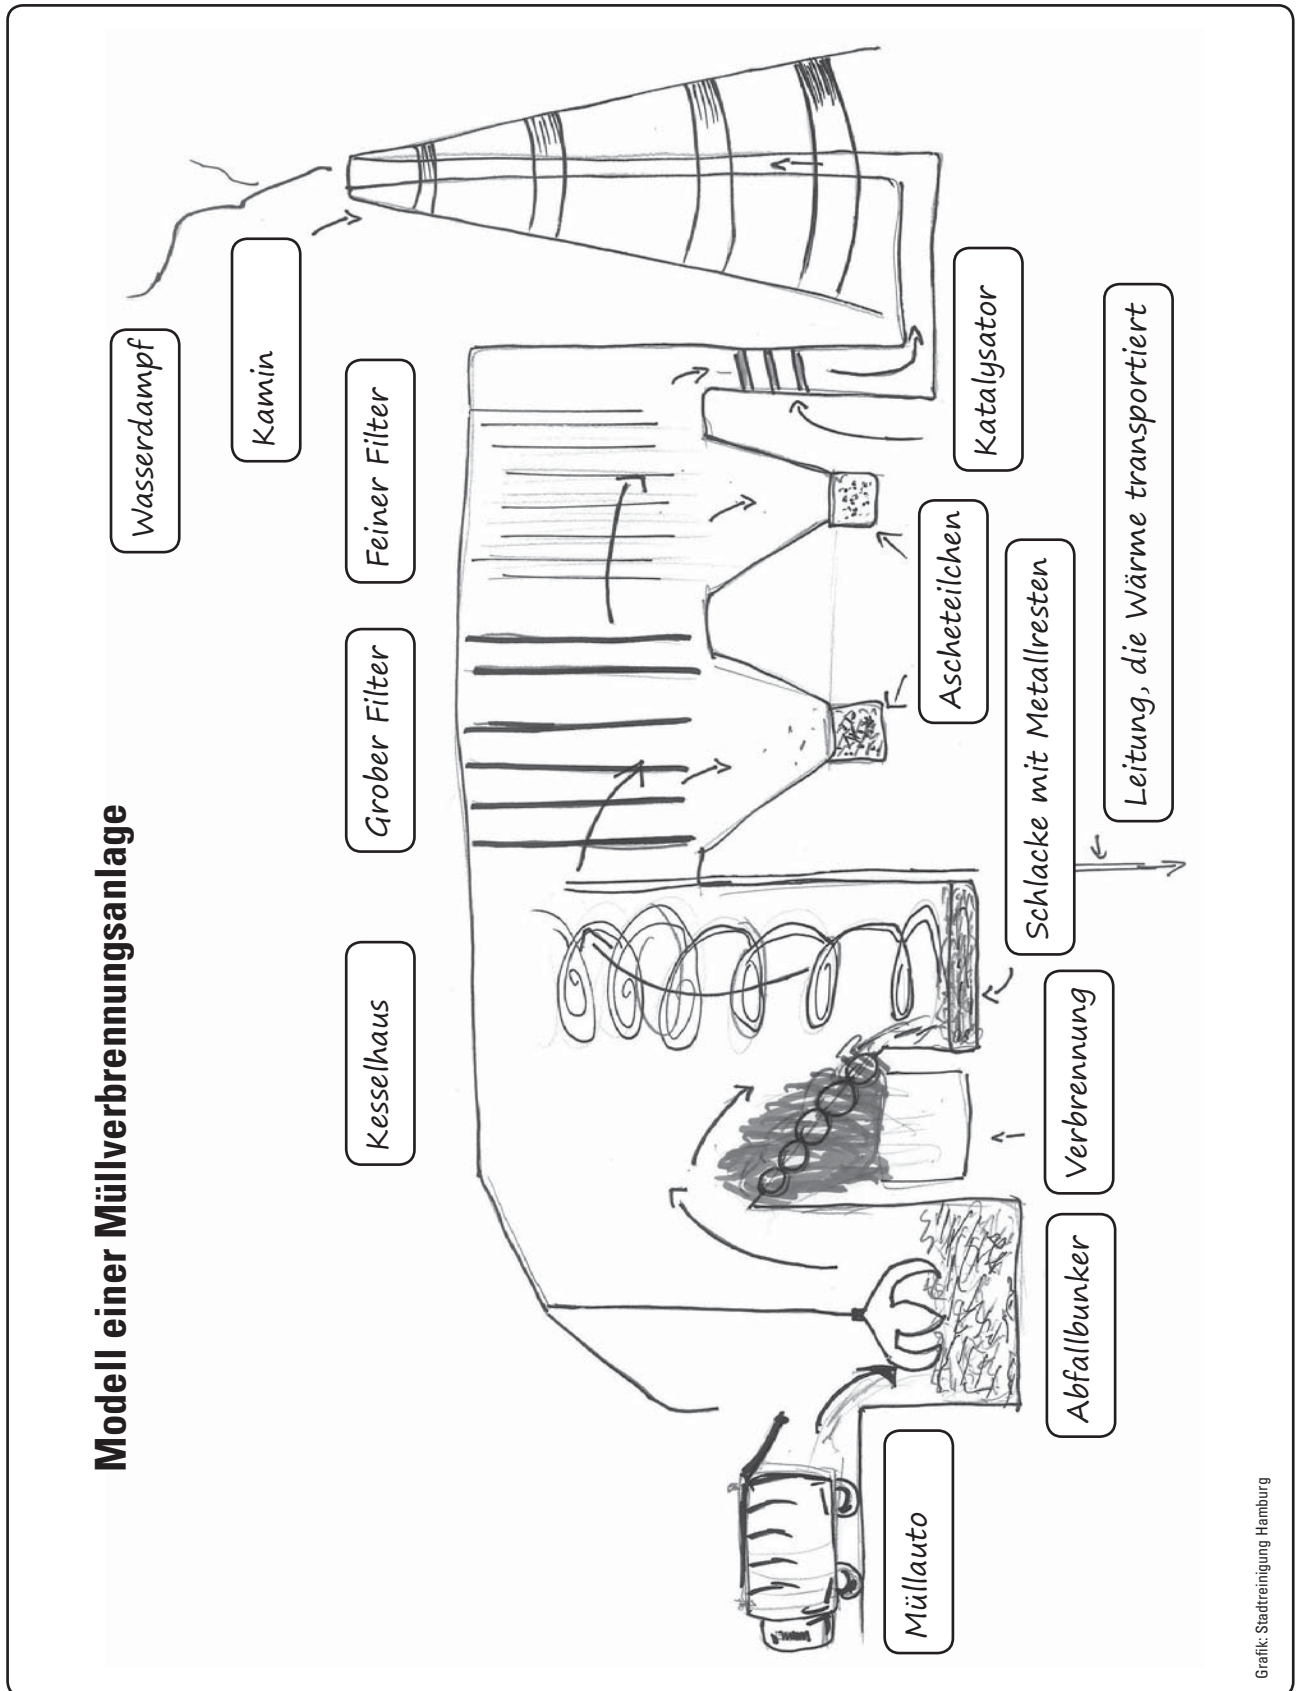 Modell einer Müllverbrennungsanlage
Wasserdampf
Kamin
Kesselhaus
Grober Filter
Feiner Filter
Müllauto
Abfallbunker
Verbrennung
Schlacke mit Metallresten
Ascheteilchen
Katalysator
Leitung, die Wärme transportiert
Grafik: Stadtreinigung Hamburg